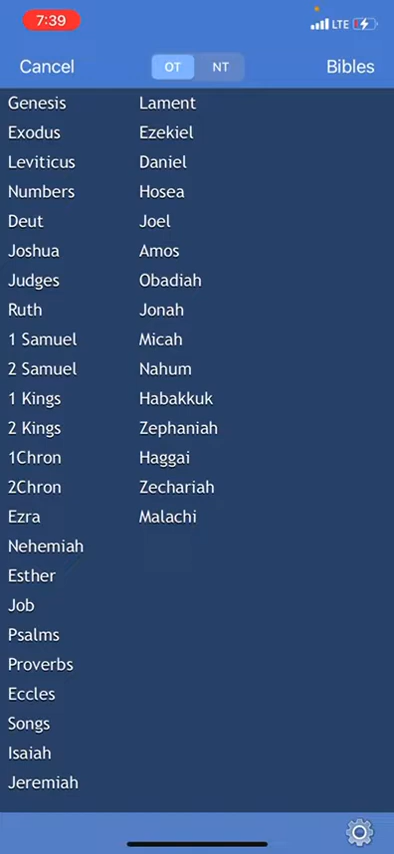 7:39
LTE
Cancel
OT
NT
Bibles
Genesis
Exodus
Leviticus
Numbers
Deut
Joshua
Judges
Ruth
1 Samuel
2 Samuel
1 Kings
2 Kings
1Chron
2Chron
Ezra
Nehemiah
Esther
Job
Psalms
Proverbs
Eccles
Songs
Isaiah
Jeremiah
Lament
Ezekiel
Daniel
Hosea
Joel
Amos
Obadiah
Jonah
Micah
Nahum
Habakkuk
Zephaniah
Haggai
Zechariah
Malachi